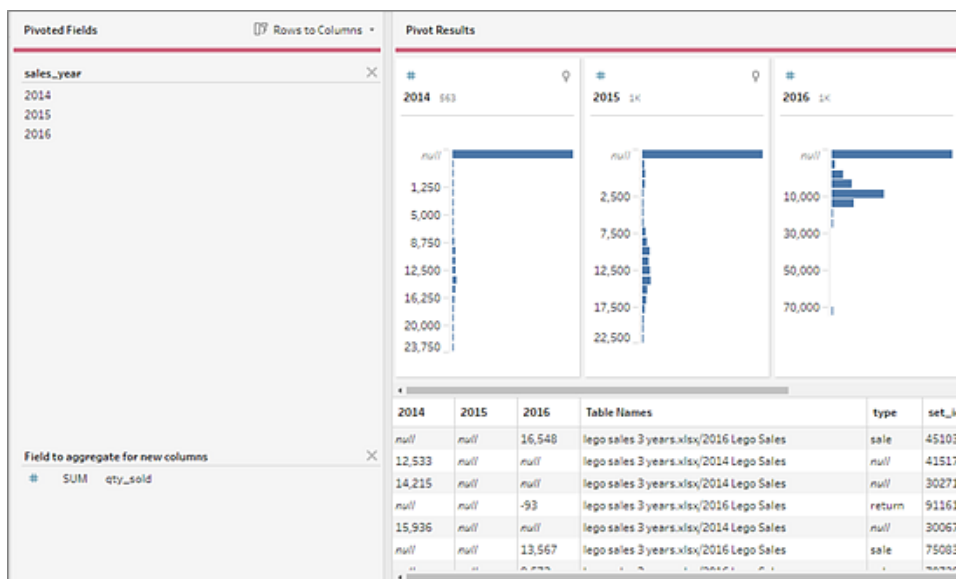 Pivoted Fields
Rows to Columns
sales_year
2014
2015
2016
Field to aggregate for new columns
# SUM qty_sold
Pivot Results
#
2014 563
null
1,250
5,000
8,750
12,500
16,250
20,000
23,750
#
2015 1K
null
2,500
7,500
12,500
17,500
22,500
#
2016 1K
null
10,000
30,000
50,000
70,000
2014 2015 2016 Table Names type
null null 16,548 lego sales 3 years.xlsx/2016 Lego Sales sale 45103
12,533 null null lego sales 3 years.xlsx/2014 Lego Sales null 41517
14,215 null null lego sales 3 years.xlsx/2014 Lego Sales null 30271
null null -93 lego sales 3 years.xlsx/2016 Lego Sales return 91161
15,936 null null lego sales 3 years.xlsx/2014 Lego Sales null 30067
null null 13,567 lego sales 3 years.xlsx/2016 Lego Sales sale 75083